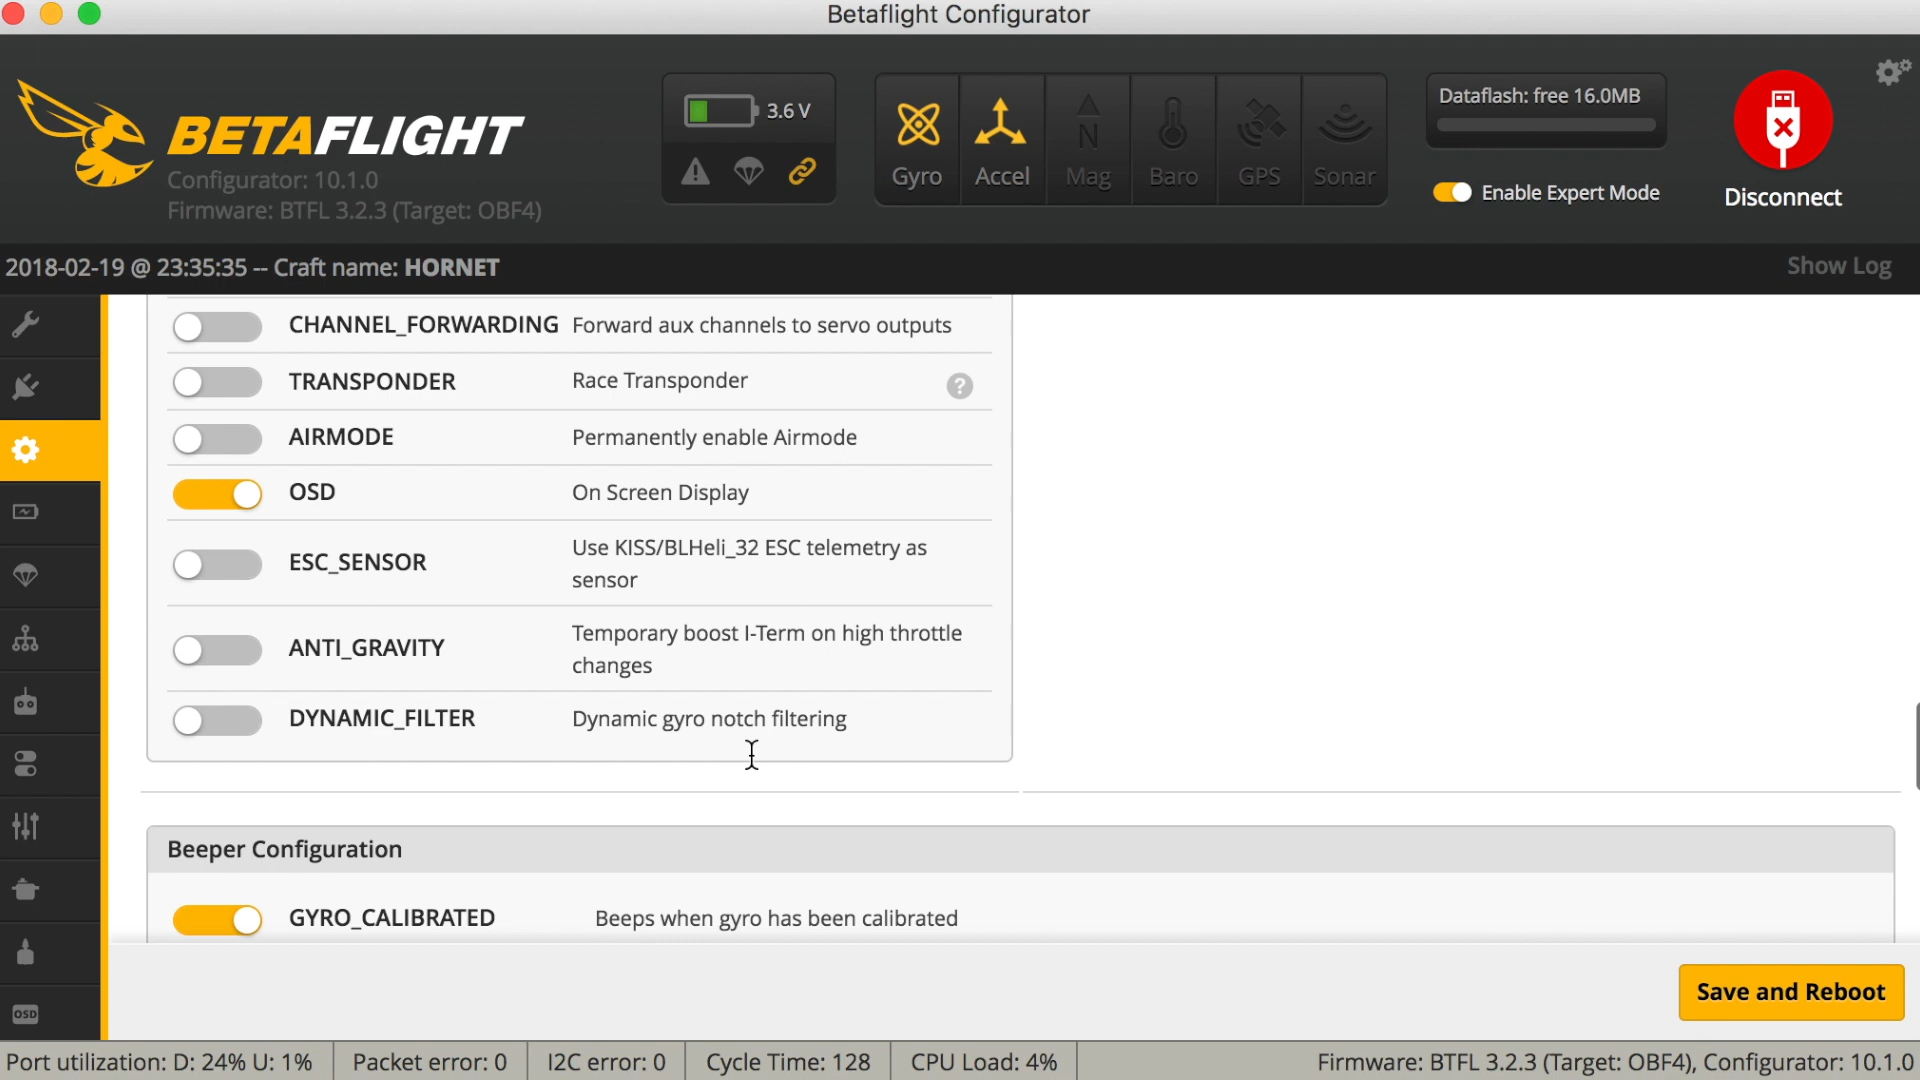 Betaflight Configurator
BETAFLIGHT
Configurator: 10.1.0
Firmware: BTFL 3.2.3 (Target: OBF4)
3.6 V
Gyro
Accel
Mag
Baro
GPS
Sonar
Dataflash: free 16.0MB
Enable Expert Mode
Disconnect
2018-02-19 @ 23:35:35 -- Craft name: HORNET
Show Log
CHANNEL_FORWARDING Forward aux channels to servo outputs
TRANSPONDER Race Transponder ?
AIRMODE Permanently enable Airmode
OSD On Screen Display
ESC_SENSOR Use KISS/BLHeli_32 ESC telemetry as
sensor
ANTI_GRAVITY Temporary boost I-Term on high throttle
changes
DYNAMIC_FILTER Dynamic gyro notch filtering
Beeper Configuration
GYRO_CALIBRATED Beeps when gyro has been calibrated
OSD
Save and Reboot
Port utilization: D: 24% U: 1% Packet error: 0 I2C error: 0 Cycle Time: 128 CPU Load: 4% Firmware: BTFL 3.2.3 (Target: OBF4), Configurator: 10.1.0